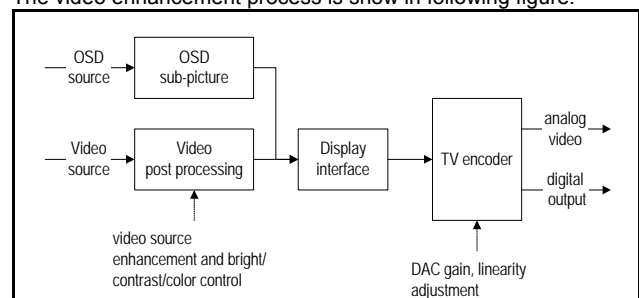 The video enhancement process is show in following figure.
OSD
source
OSD
sub-picture
Video
source
Video
post processing
Display
interface
TV encoder
analog
video
digital
output
video source
enhancement and bright/
contrast/color control
DAC gain, linearity
adjustment